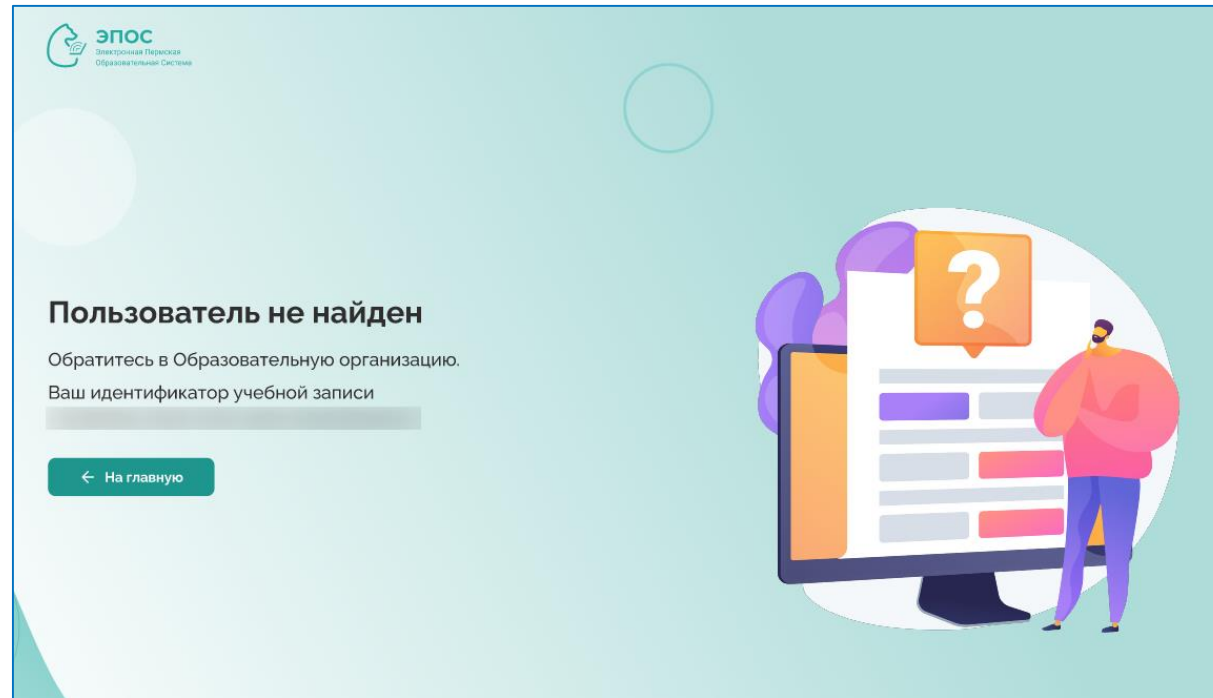 ЭПОС
Электронная Пермская
Образовательная Система
Пользователь не найден
Обратитесь в Образовательную организацию.
Ваш идентификатор учебной записи
← На главную
?